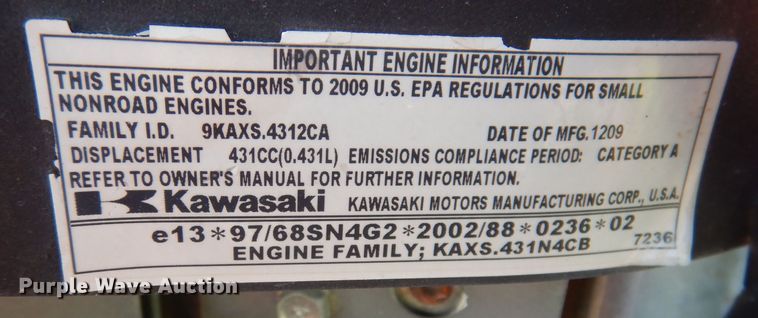 IMPORTANT ENGINE INFORMATION
THIS ENGINE CONFORMS TO 2009 U.S. EPA REGULATIONS FOR SMALL
NONROAD ENGINES.
FAMILY I.D. 9KAXS.4312CA DATE OF MFG.1209
DISPLACEMENT 431CC(0.431L) EMISSIONS COMPLIANCE PERIOD: CATEGORY A
REFER TO OWNER'S MANUAL FOR FURTHER INFORMATION.
Kawasaki KAWASAKI MOTORS MANUFACTURING CORP., U.S.A.
e13*97/68SN4G2*2002/88*0236*02
ENGINE FAMILY; KAXS.431N4CB 7236
Purple Wave Auction